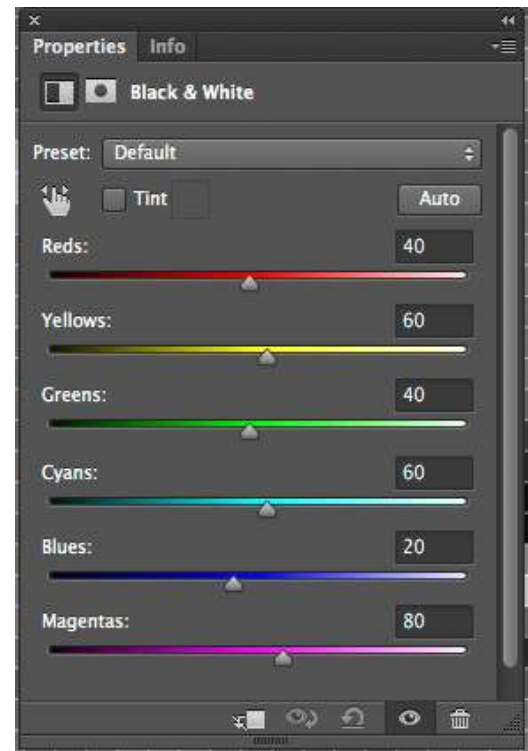 Properties Info
Black & White
Preset: Default
Tint Auto
Reds: 40
Yellows: 60
Greens: 40
Cyans: 60
Blues: 20
Magentas: 80